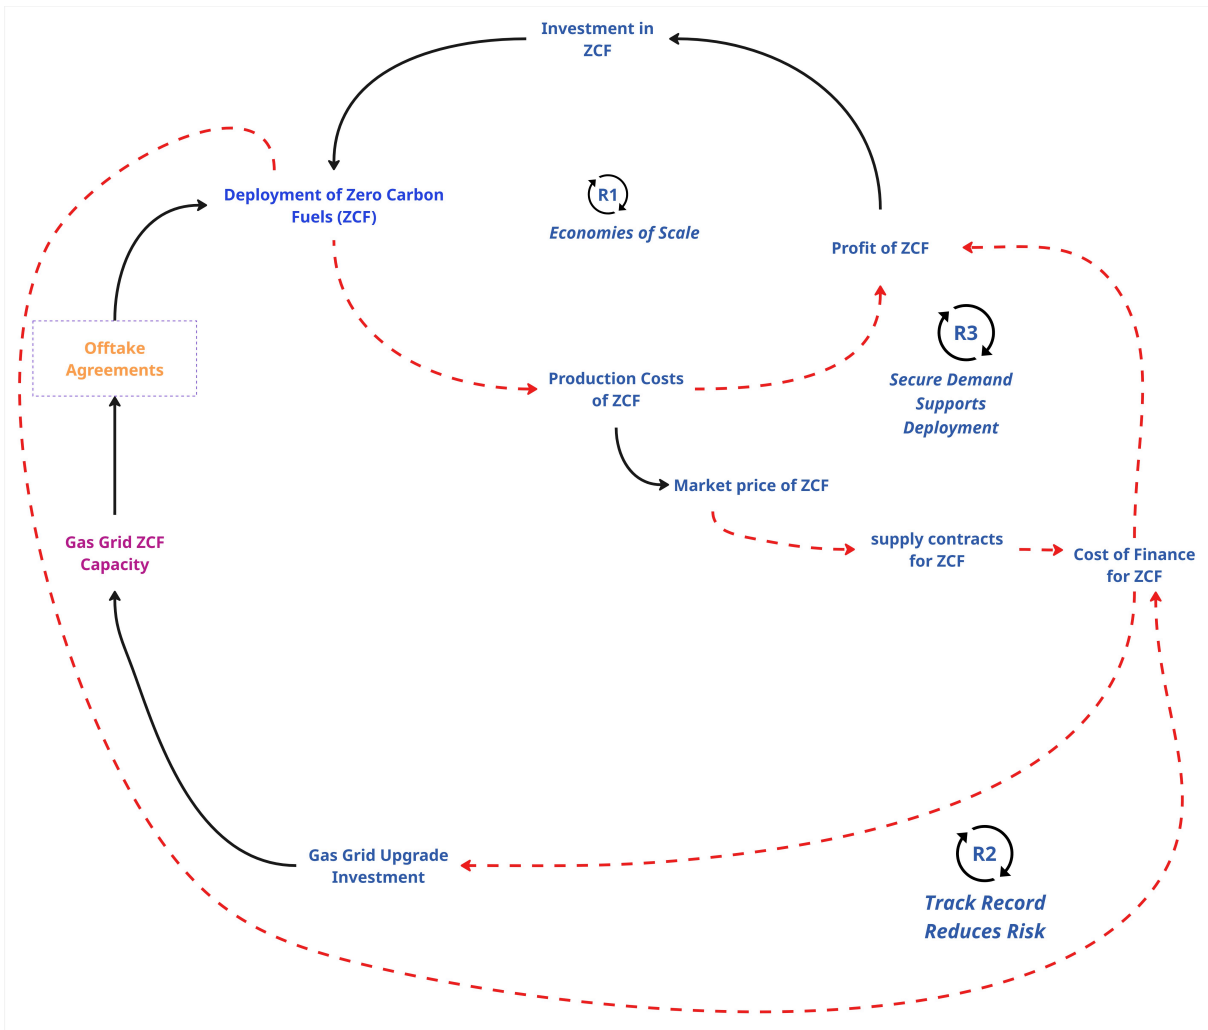 Investment in
ZCF
Deployment of Zero Carbon
Fuels (ZCF)
R1
Economies of Scale
Profit of ZCF
R3
Secure Demand
Supports
Deployment
Offtake
Agreements
Production Costs
of ZCF
Market price of ZCF
supply contracts
for ZCF
Cost of Finance
for ZCF
Gas Grid ZCF
Capacity
Gas Grid Upgrade
Investment
R2
Track Record
Reduces Risk